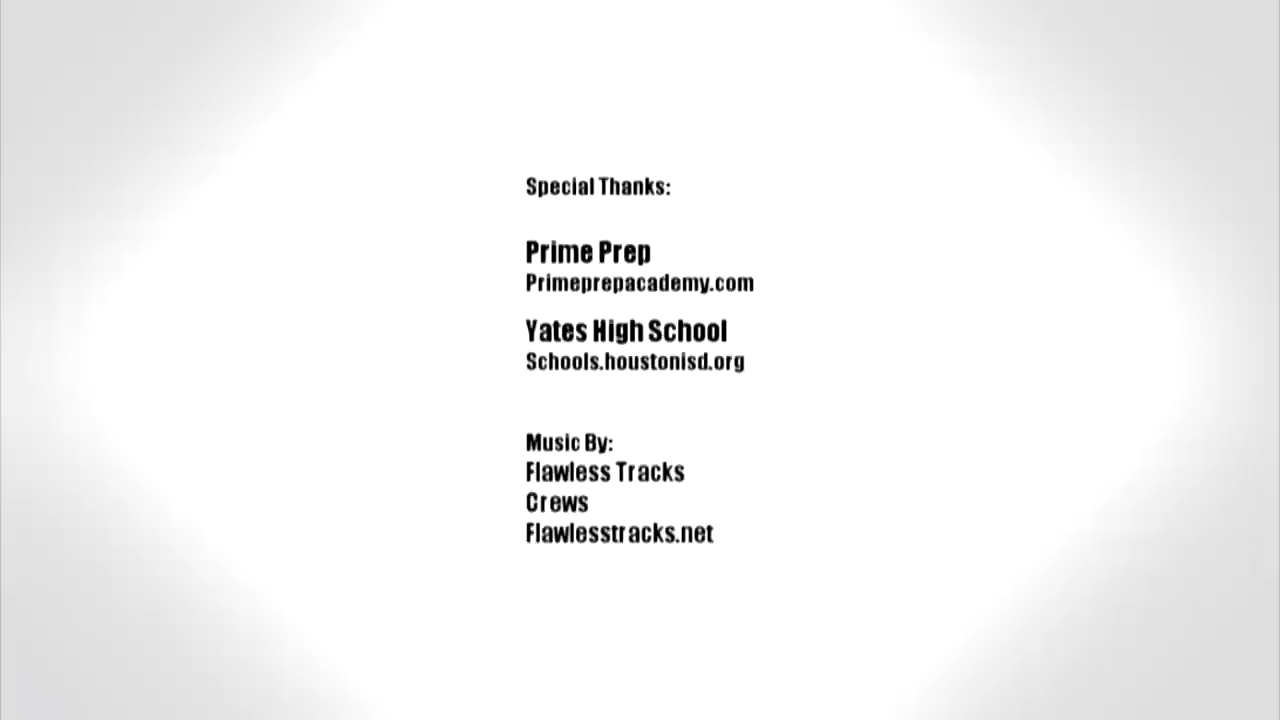 Special Thanks:
Prime Prep
Primeprepacademy.com
Yates High School
Schools.houstonisd.org
Music By:
Flawless Tracks
Crews
Flawlesstracks.net